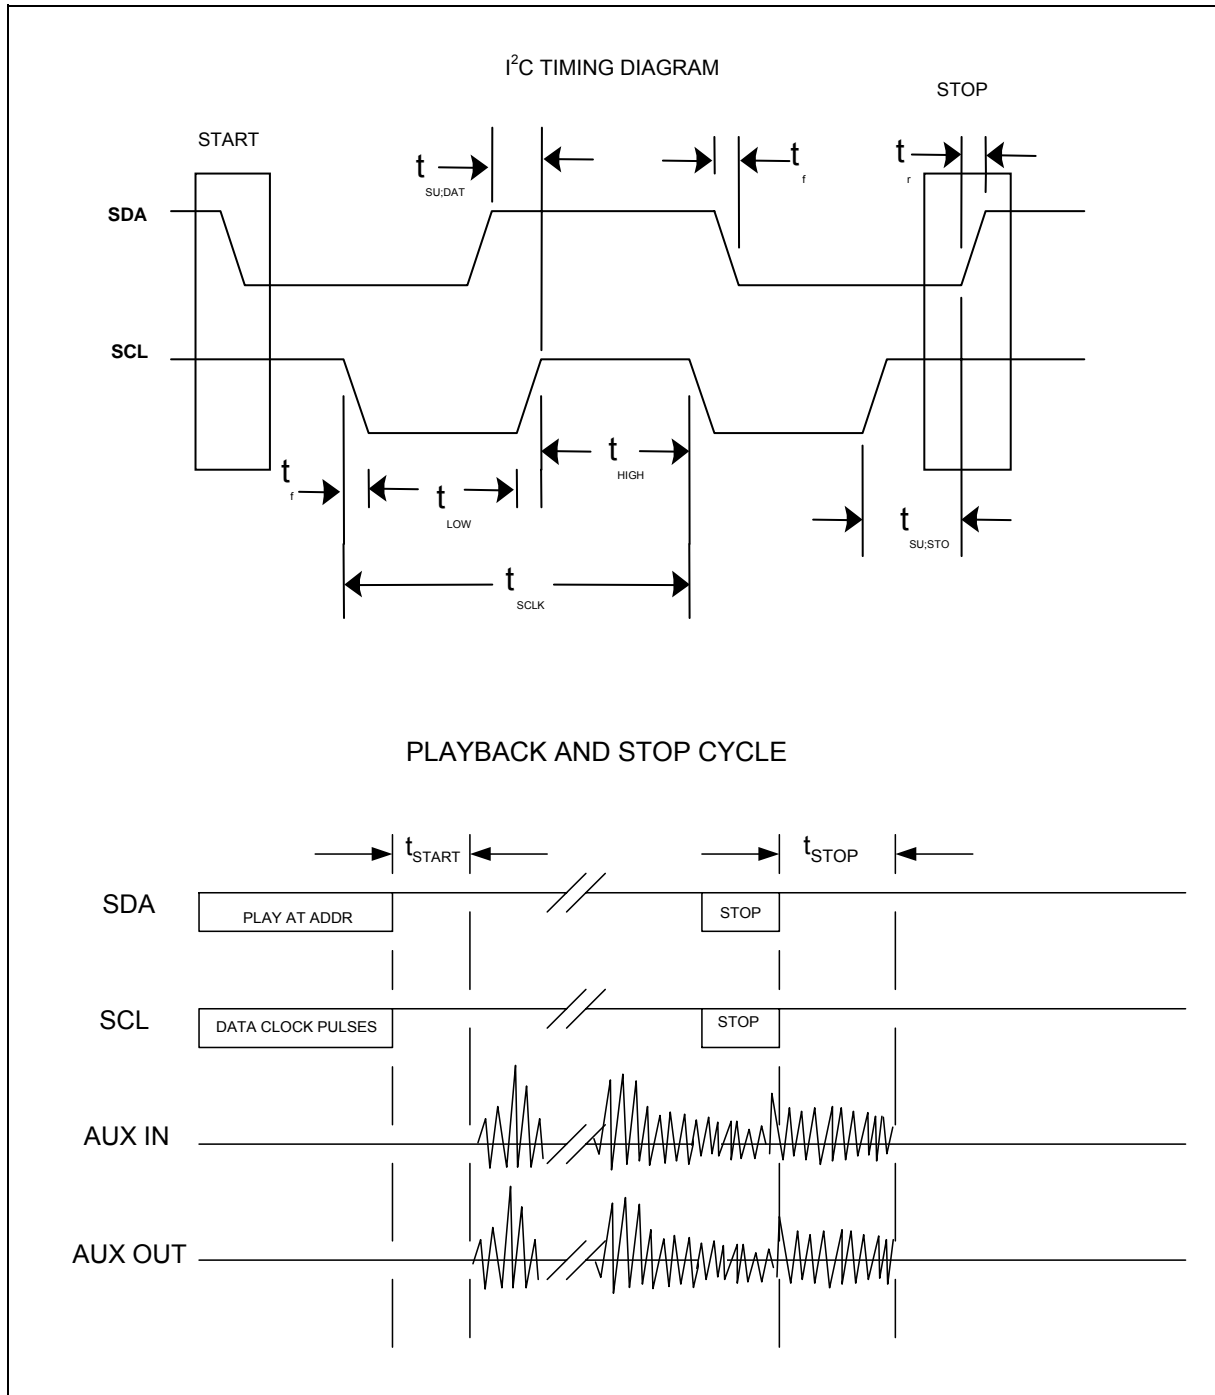 I²C TIMING DIAGRAM
STOP
START
t SU;DAT
t f
t r
SDA
SCL
t f
t LOW
t HIGH
t SU;STO
t SCLK
PLAYBACK AND STOP CYCLE
tSTART
tSTOP
SDA
PLAY AT ADDR
STOP
SCL
DATA CLOCK PULSES
STOP
AUX IN
AUX OUT